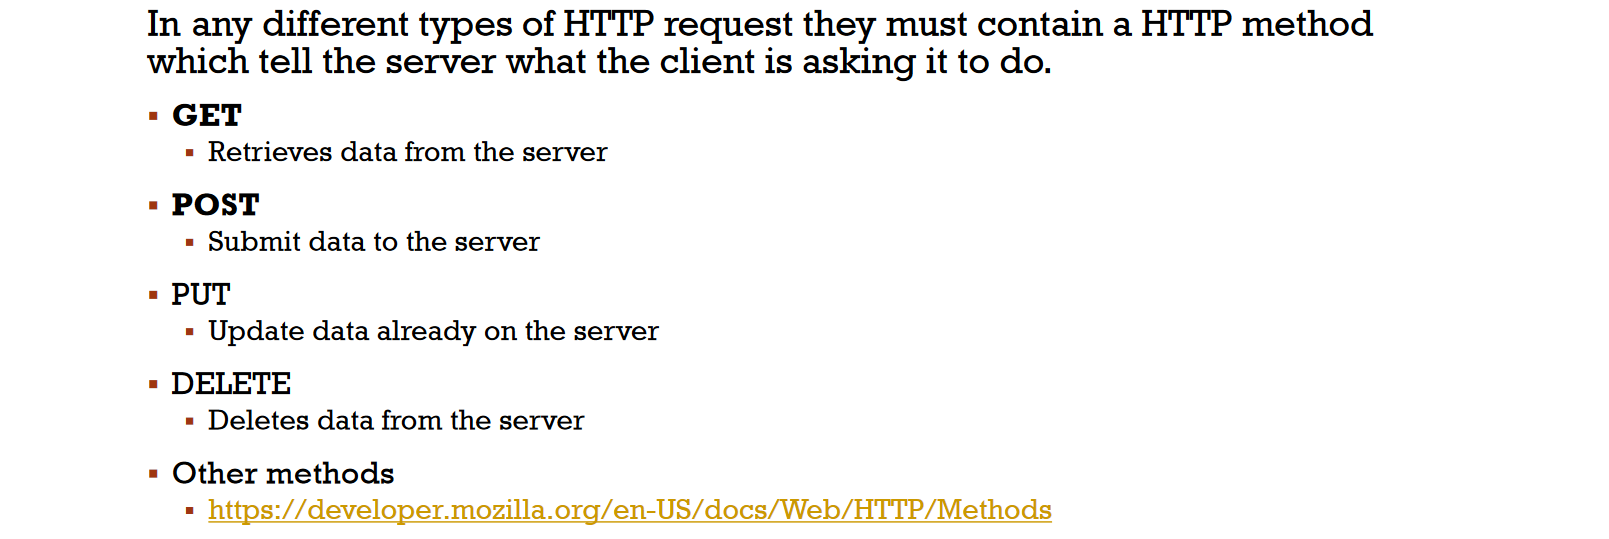 In any different types of HTTP request they must contain a HTTP method
which tell the server what the client is asking it to do.
GET
Retrieves data from the server
POST
Submit data to the server
PUT
Update data already on the server
DELETE
Deletes data from the server
Other methods
https://developer.mozilla.org/en-US/docs/Web/HTTP/Methods